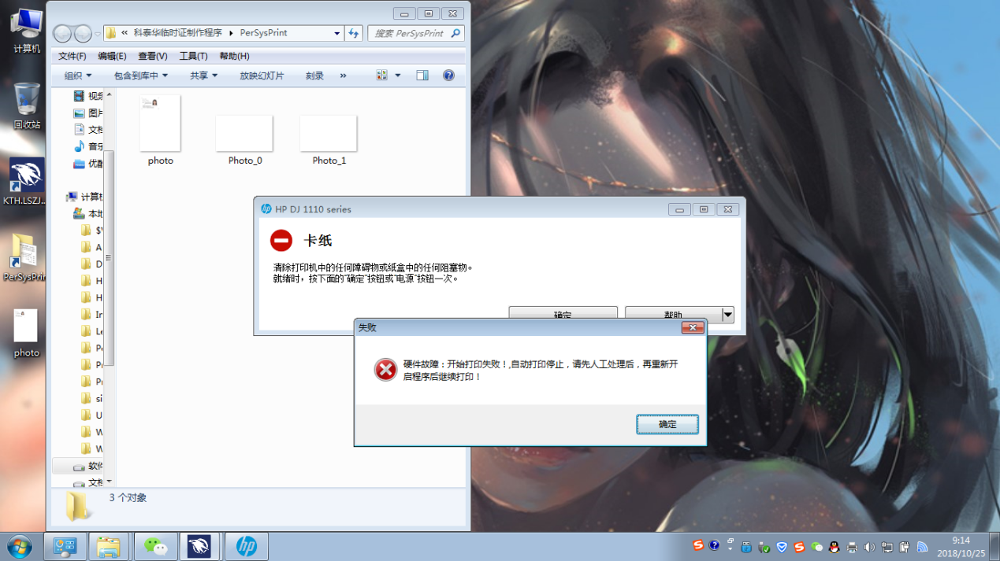 计算机
回收站
KTH.LSZJ...
PerSysPrin
photo
« 科泰华临时证制作程序 ▸ PerSysPrint
搜索 PerSysPrint
文件(F) 编辑(E) 查看(V) 工具(T) 帮助(H)
组织 包含到库中 共享 放映幻灯片 刻录 »
视频
图片
文档
音乐
优酷
计算机
本地
$
A
D
H
H
In
Le
Pe
Pr
Pr
si
U
W
W
软件
文档
photo
Photo_0
Photo_1
3 个对象
HP DJ 1110 series
卡纸
清除打印机中的任何障碍物或纸盒中的任何阻塞物。
就绪时，按下面的“确定”按钮或“电源”按钮一次。
确定
帮助
失败
硬件故障：开始打印失败！,自动打印停止，请先人工处理后，再重新开
启程序后继续打印！
确定
9:14
2018/10/25